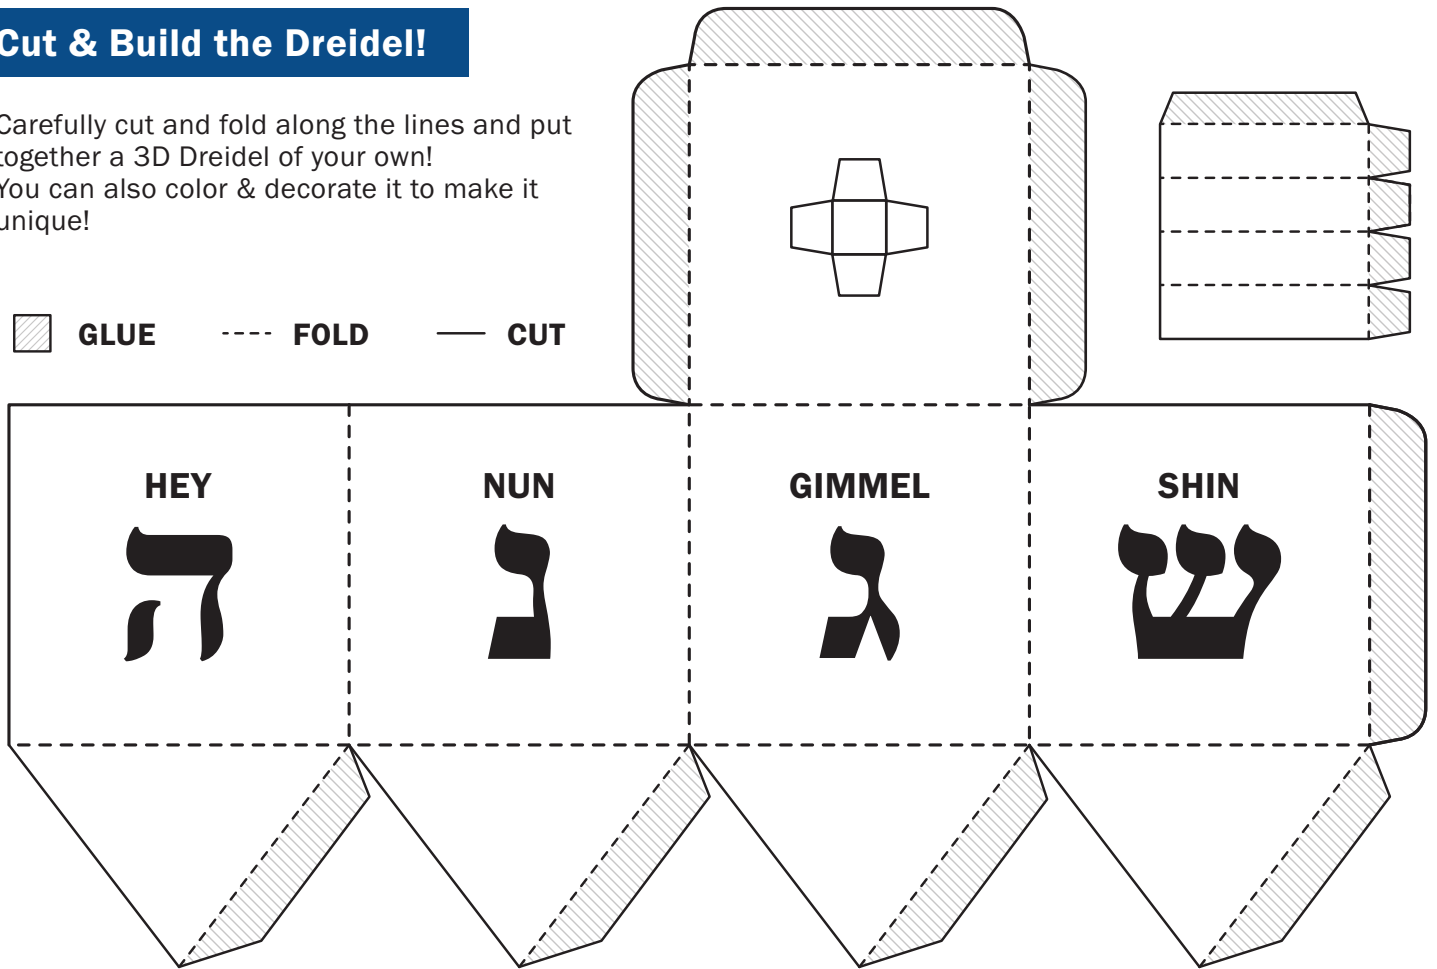 Cut & Build the Dreidel!
Carefully cut and fold along the lines and put
together a 3D Dreidel of your own!
You can also color & decorate it to make it
unique!
GLUE FOLD CUT
HEY NUN GIMMEL SHIN
ה נ ג ש